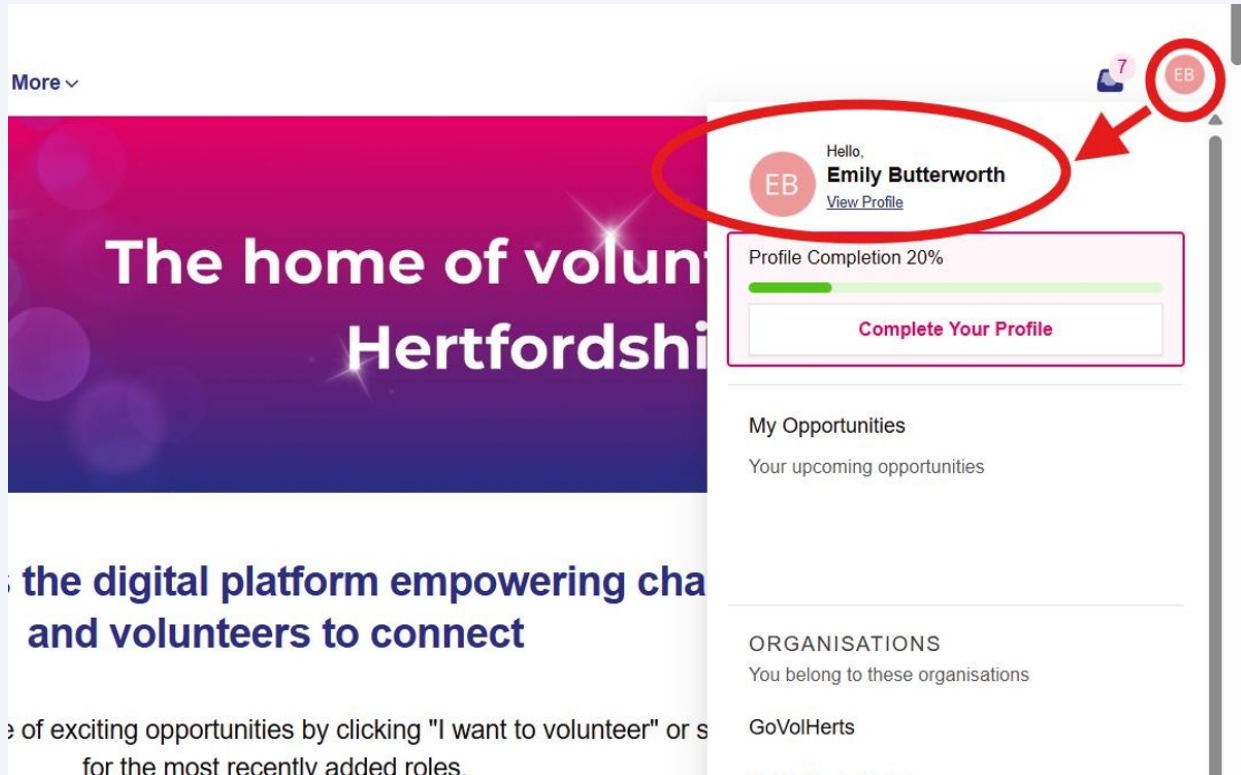 More
7
EB
Hello,
EB
Emily Butterworth
View Profile
The home of
Hertfordshi
Profile Completion 20%
Complete Your Profile
My Opportunities
Your upcoming opportunities
the digital platform empowering cha
and volunteers to connect
ORGANISATIONS
You belong to these organisations
of exciting opportunities by clicking "I want to volunteer" or s
for the most recently added roles.
GoVolHerts